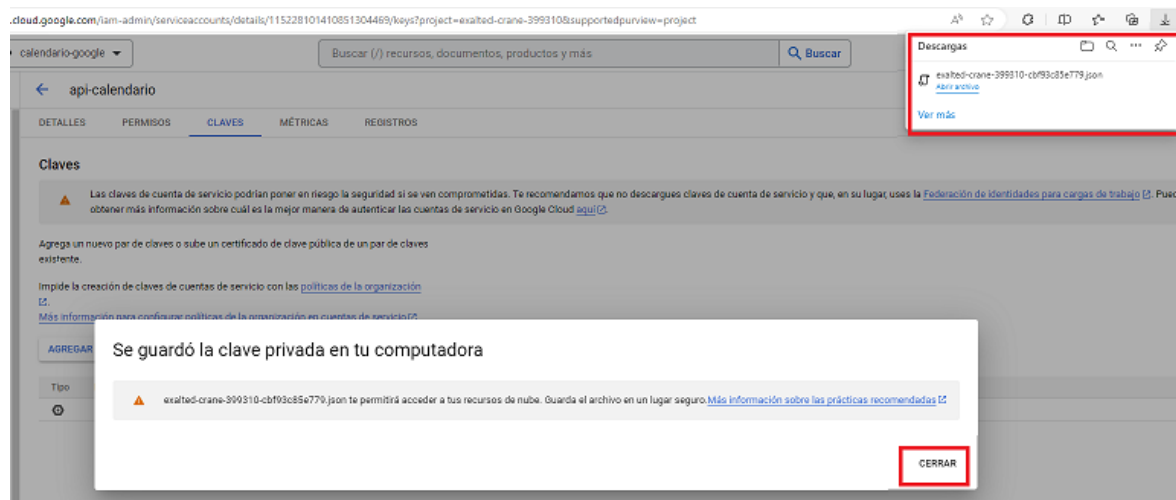 .cloud.google.com/iam-admin/serviceaccounts/details/115228101410851304469/keys?project=exalted-crane-399310&supportedpurview=project
calendario-google
Buscar (/) recursos, documentos, productos y más
Buscar
Descargas
exalted-crane-399310-cbf93c85e779.json
Abrir archivo
Ver más
api-calendario
DETALLES PERMISOS CLAVES MÉTRICAS REGISTROS
Claves
Las claves de cuenta de servicio podrían poner en riesgo la seguridad si se ven comprometidas. Te recomendamos que no descargues claves de cuenta de servicio y que, en su lugar, uses la Federación de identidades para cargas de trabajo. Pued
obtener más información sobre cuál es la mejor manera de autenticar las cuentas de servicio en Google Cloud aquí.
Agrega un nuevo par de claves o sube un certificado de clave pública de un par de claves
existente.
Impide la creación de claves de cuentas de servicio con las políticas de la organización
.
Más información para configurar políticas de la organización en cuentas de servicio
AGREGAR
Se guardó la clave privada en tu computadora
Tipo
exalted-crane-399310-cbf93c85e779.json te permitirá acceder a tus recursos de nube. Guarda el archivo en un lugar seguro. Más información sobre las prácticas recomendadas
CERRAR